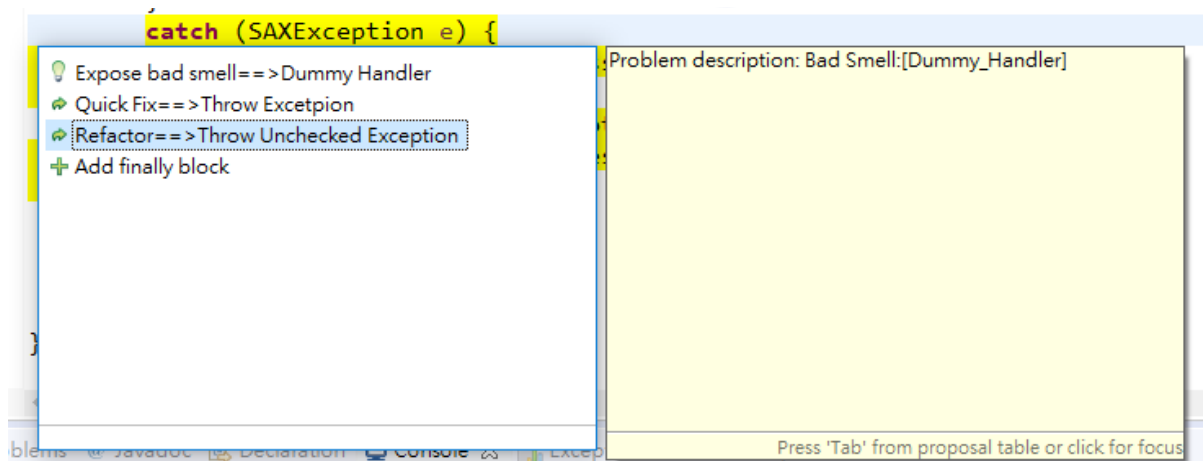 catch (SAXException e) {
Expose bad smell==>Dummy Handler
Quick Fix==>Throw Excetpion
Refactor==>Throw Unchecked Exception
Add finally block
Problem description: Bad Smell:[Dummy_Handler]
}
Press 'Tab' from proposal table or click for focus
@ Javadoc Declaration Console